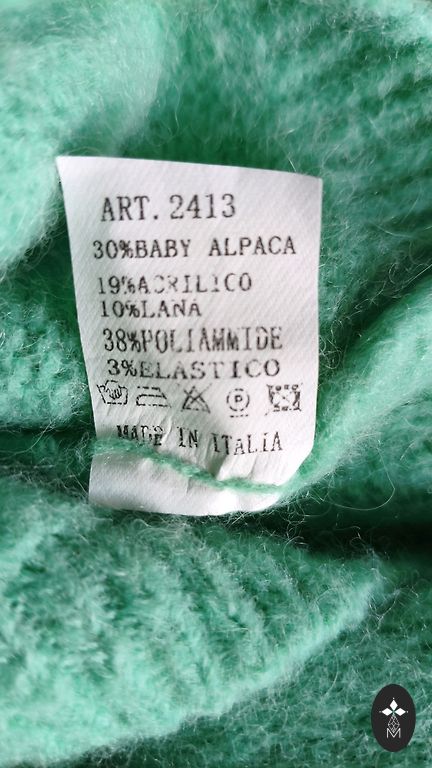 ART. 2413
30%BABY ALPACA
19%ACRILICO
10%LANA
38%POLIAMMIDE
3%ELASTICO
P
MADE IN ITALIA
M